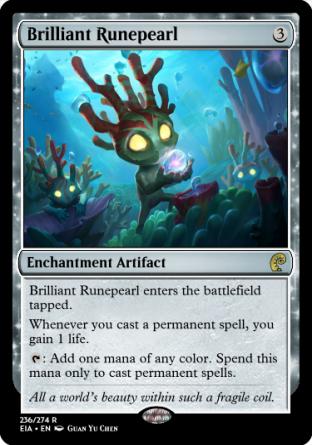 Brilliant Runepearl 3
Enchantment Artifact
Brilliant Runepearl enters the battlefield
tapped.
Whenever you cast a permanent spell, you
gain 1 life.
: Add one mana of any color. Spend this
mana only to cast permanent spells.
All a world's beauty within such a fragile coil.
236/274 R
EIA • EN Guan Yu Chen